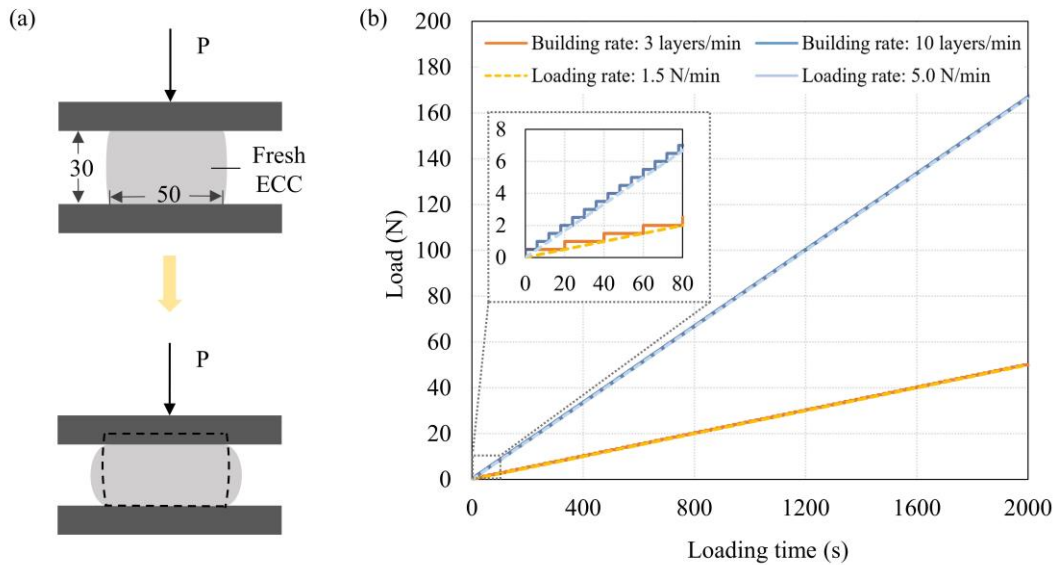 (a)
P
30
50
Fresh
ECC
P
(b)
Load (N)
200
180
160
140
120
100
80
60
40
20
0
Building rate: 3 layers/min
Building rate: 10 layers/min
Loading rate: 1.5 N/min
Loading rate: 5.0 N/min
8
6
4
2
0
0 20 40 60 80
0 400 800 1200 1600 2000
Loading time (s)